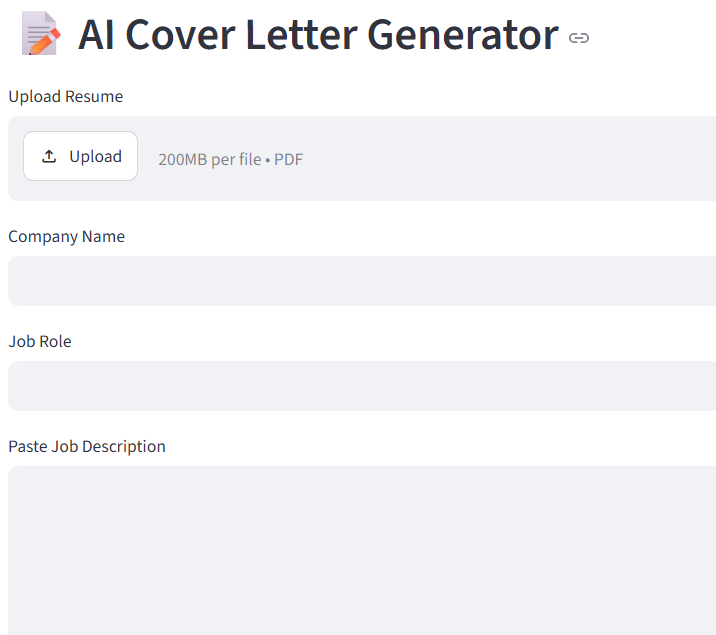 AI Cover Letter Generator
Upload Resume
Upload 200MB per file • PDF
Company Name
Job Role
Paste Job Description